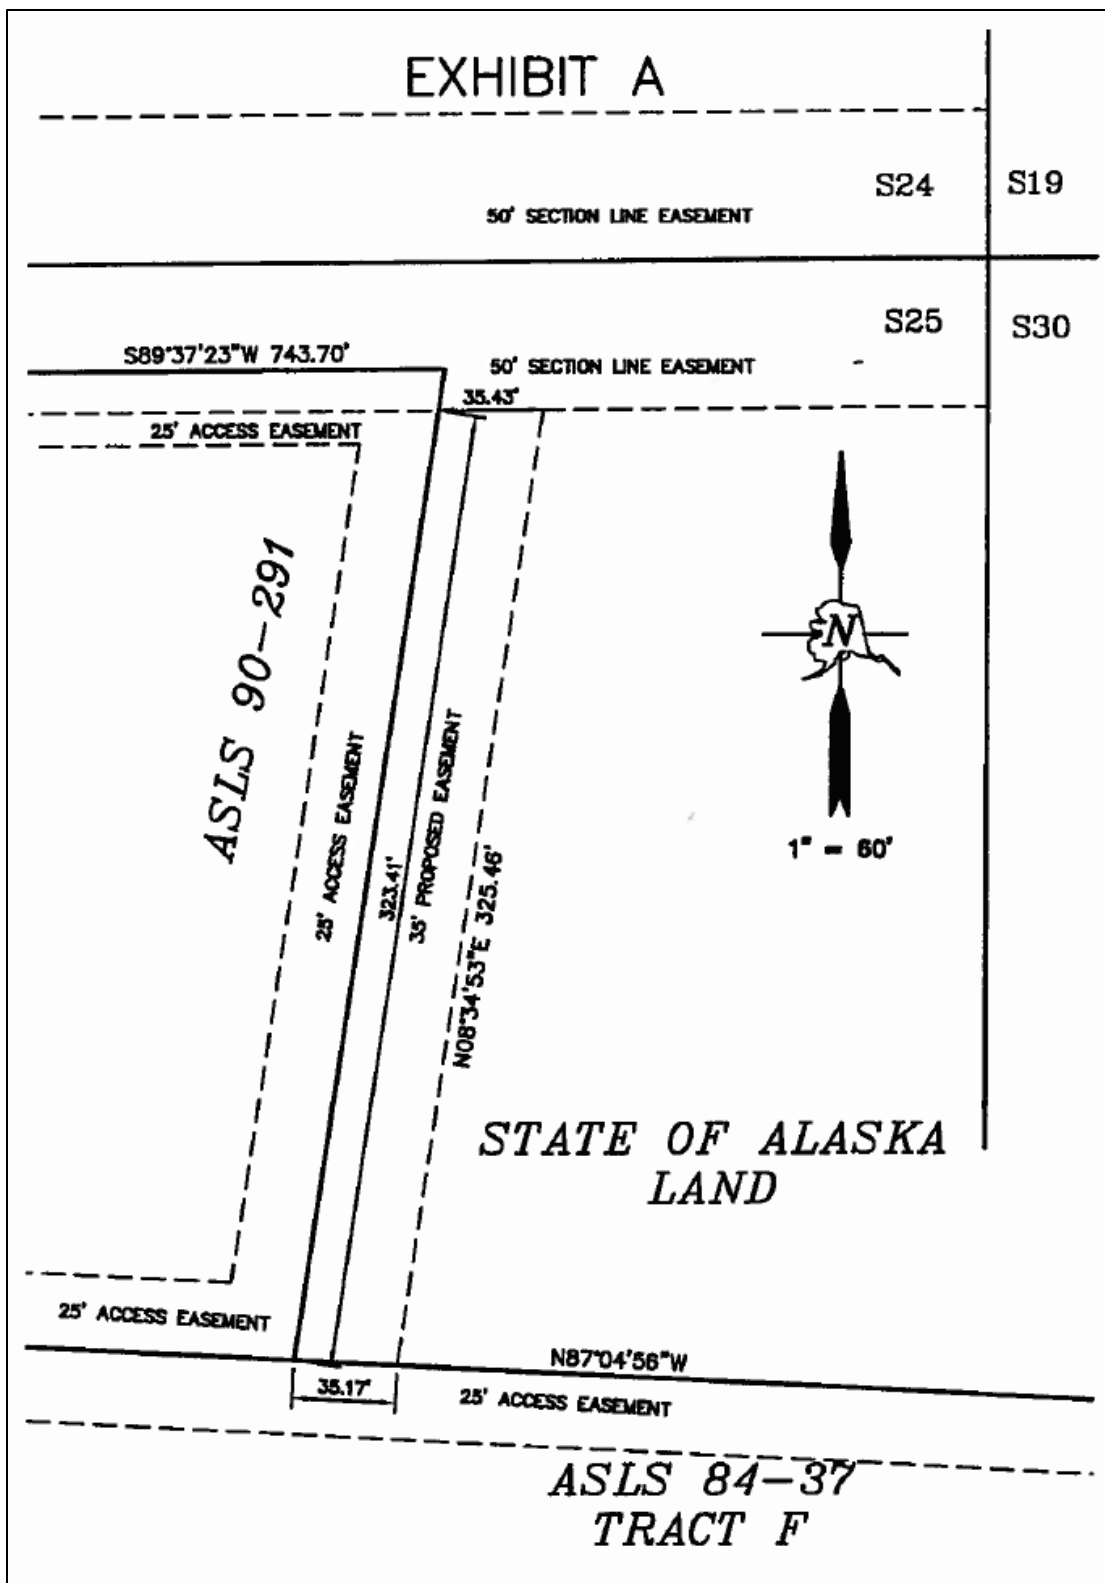 EXHIBIT A
S24
S19
50' SECTION LINE EASEMENT
S25
S30
S89°37'23"W 743.70'
50' SECTION LINE EASEMENT
35.43'
25' ACCESS EASEMENT
ASLS 90-291
N
25' ACCESS EASEMENT
323.41'
35' PROPOSED EASEMENT
N08°34'53"E 325.46'
1" = 60'
STATE OF ALASKA
LAND
25' ACCESS EASEMENT
N87°04'56"W
35.17'
25' ACCESS EASEMENT
ASLS 84-37
TRACT F